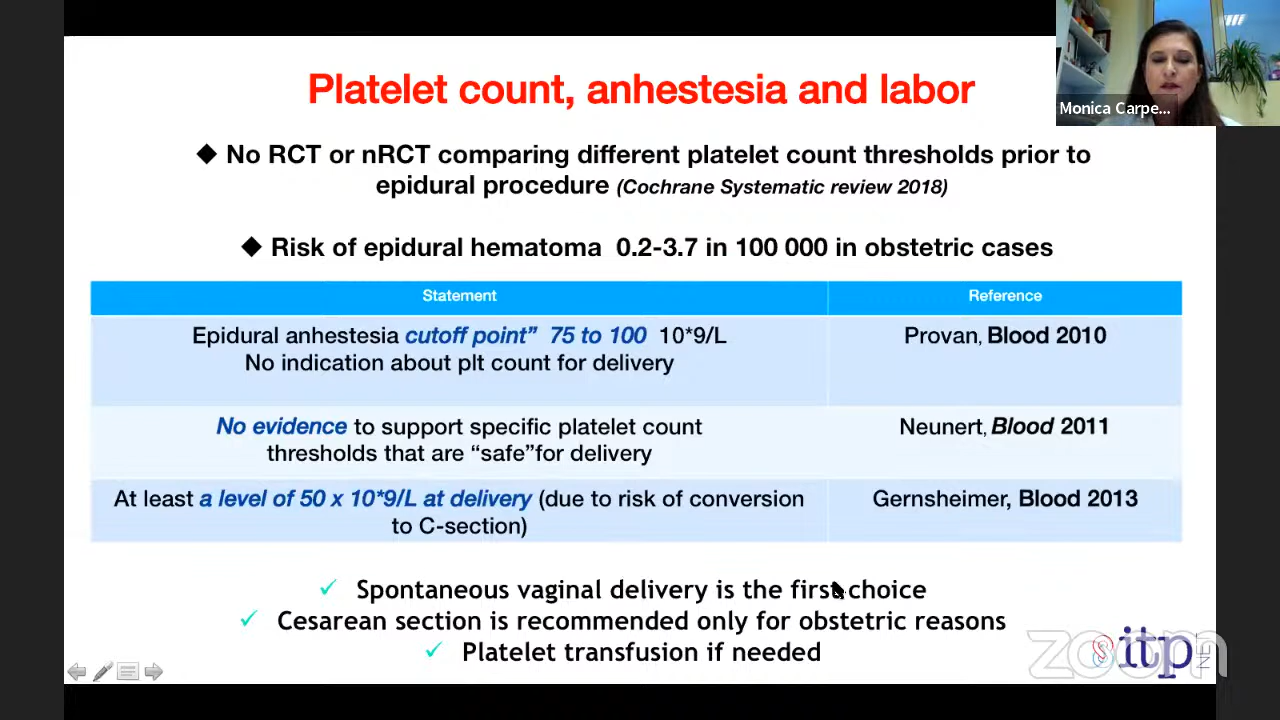 Platelet count, anhestesia and labor
Monica Carpe...
◆ No RCT or nRCT comparing different platelet count thresholds prior to
epidural procedure (Cochrane Systematic review 2018)
◆ Risk of epidural hematoma 0.2-3.7 in 100 000 in obstetric cases
Statement
Reference
Epidural anhestesia cutoff point” 75 to 100 10*9/L
No indication about plt count for delivery
Provan, Blood 2010
No evidence to support specific platelet count
thresholds that are “safe”for delivery
Neunert, Blood 2011
At least a level of 50 x 10*9/L at delivery (due to risk of conversion
to C-section)
Gernsheimer, Blood 2013
✓ Spontaneous vaginal delivery is the first choice
✓ Cesarean section is recommended only for obstetric reasons
✓ Platelet transfusion if needed
zoom
itp